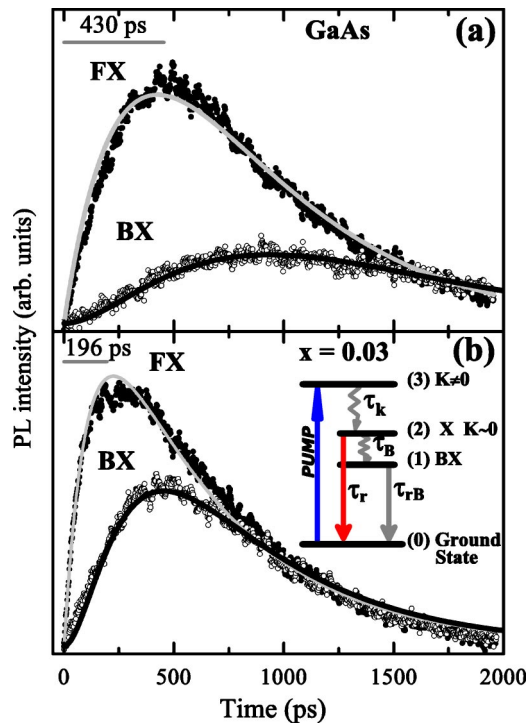 430 ps
GaAs
(a)
FX
BX
PL intensity (arb. units)
196 ps
FX
x = 0.03
(b)
BX
(3) K≠0
τk
(2) X K~0
τB
(1) BX
PUMP
τr
τrB
(0) Ground
State
0 500 1000 1500 2000
Time (ps)